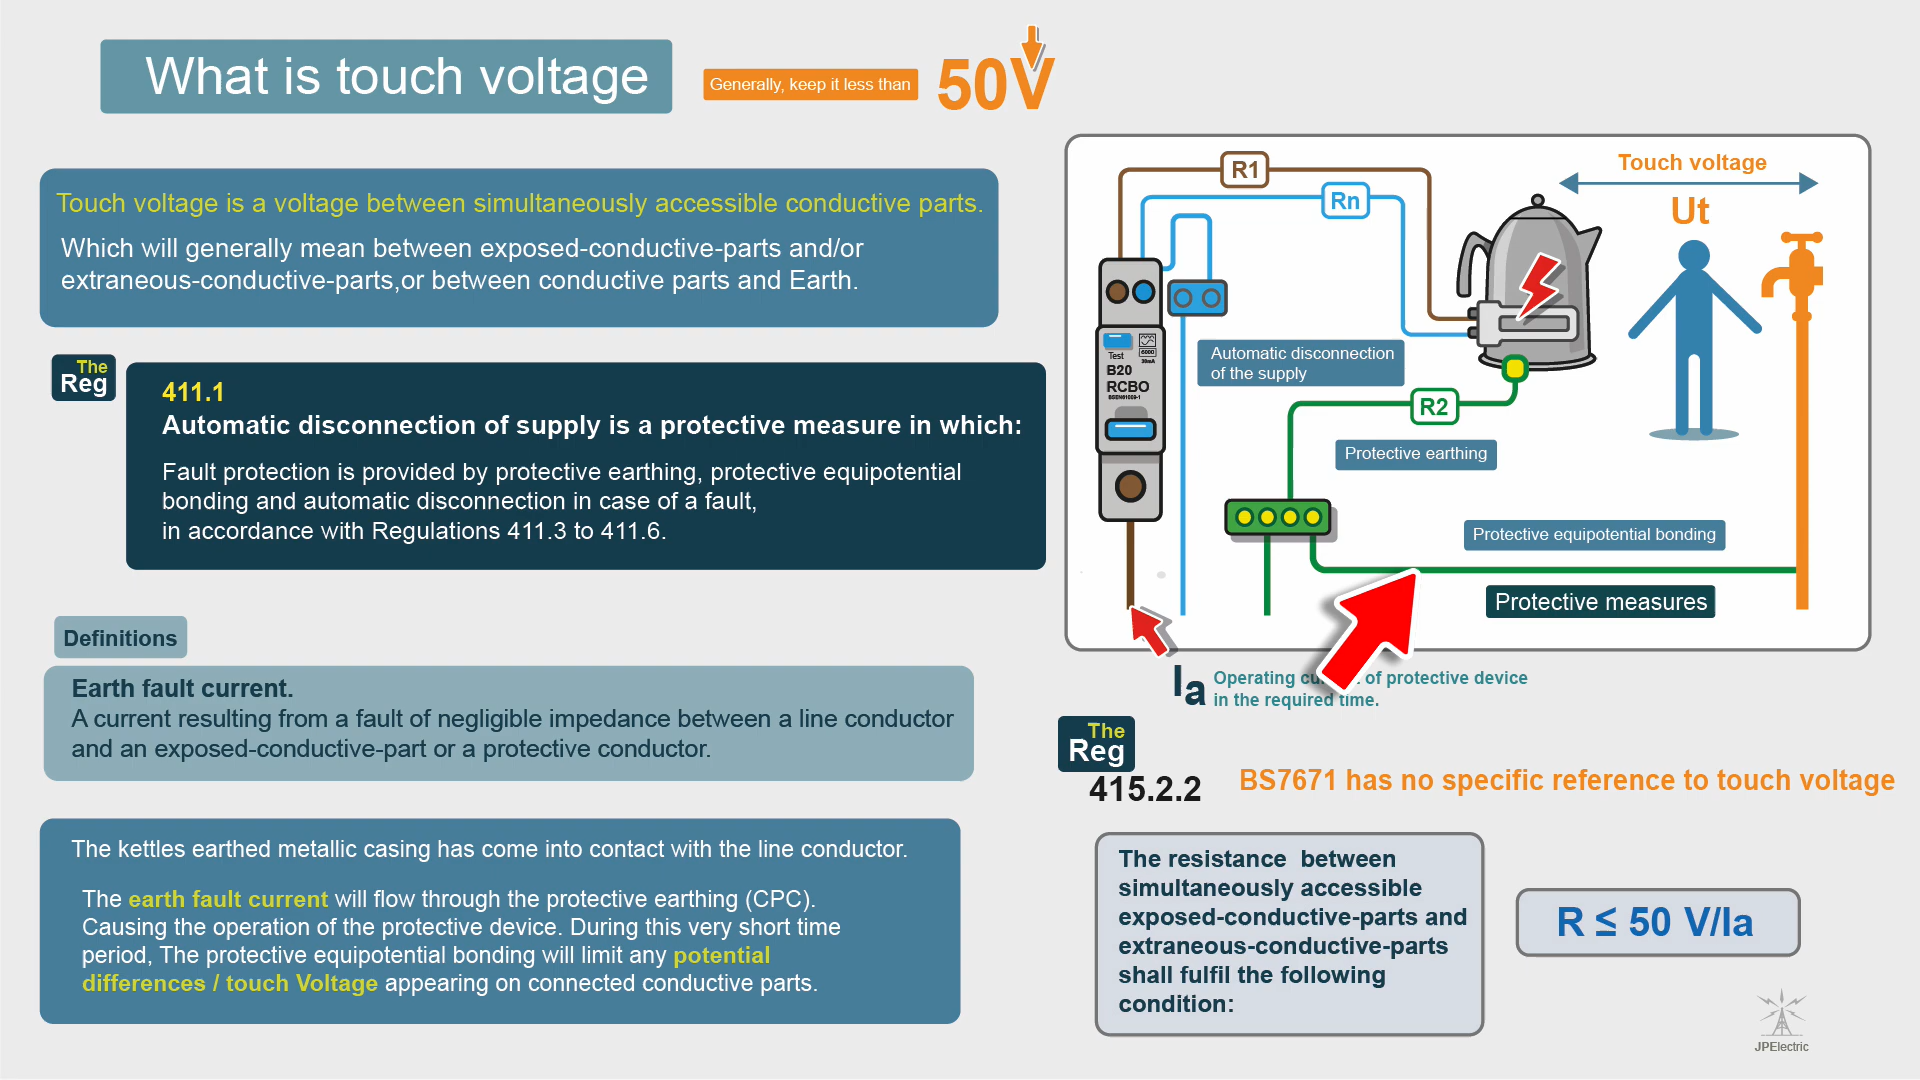 What is touch voltage
Generally, keep it less than
50V
Touch voltage is a voltage between simultaneously accessible conductive parts.
Which will generally mean between exposed-conductive-parts and/or
extraneous-conductive-parts,or between conductive parts and Earth.
The
Reg
411.1
Automatic disconnection of supply is a protective measure in which:
Fault protection is provided by protective earthing, protective equipotential
bonding and automatic disconnection in case of a fault,
in accordance with Regulations 411.3 to 411.6.
Definitions
Earth fault current.
A current resulting from a fault of negligible impedance between a line conductor
and an exposed-conductive-part or a protective conductor.
The kettles earthed metallic casing has come into contact with the line conductor.
The earth fault current will flow through the protective earthing (CPC).
Causing the operation of the protective device. During this very short time
period, The protective equipotential bonding will limit any potential
differences / touch Voltage appearing on connected conductive parts.
R1
Rn
Touch voltage
Ut
Test
6000
30mA
B20
RCBO
BSEN61009-1
Automatic disconnection
of the supply
R2
Protective earthing
Protective equipotential bonding
Protective measures
Ia
Operating of protective device
in the required time.
The
Reg
415.2.2
BS7671 has no specific reference to touch voltage
The resistance between
simultaneously accessible
exposed-conductive-parts and
extraneous-conductive-parts
shall fulfil the following
condition:
R ≤ 50 V/Ia
JPElectric